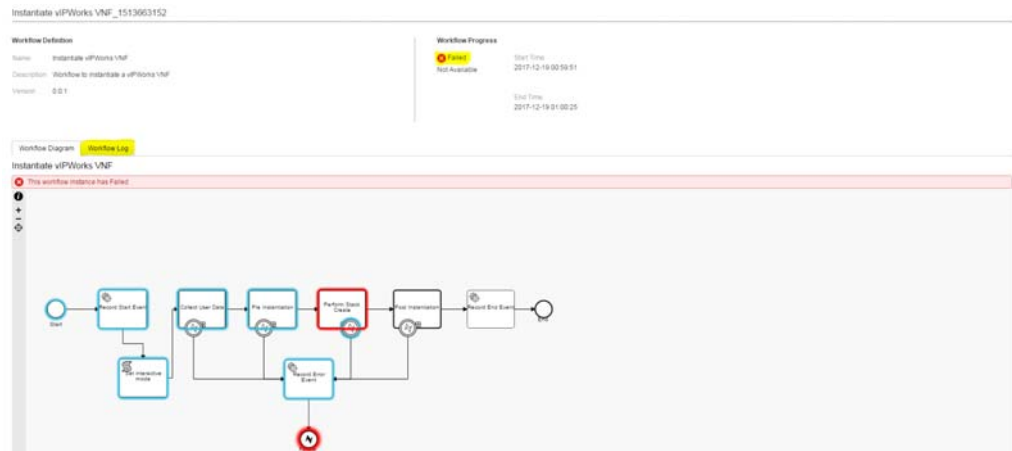 Instantiate vIPWorks VNF_1513663152
Workflow Definition
Name Instantiate vIPWorks VNF
Description Workflow to instantiate a vIPWorks VNF
Version 0.0.1
Workflow Progress
Failed
Not Available
Start Time
2017-12-19 00:59:51
End Time
2017-12-19 01:00:25
Workflow Diagram Workflow Log
Instantiate vIPWorks VNF
This workflow instance has Failed
Start
Record Start Event
Set Interactive
mode
Collect User Data
Pre Instantiation
Perform Stack
Create
Post Instantiation
Record End Event
End
Record Error
Event